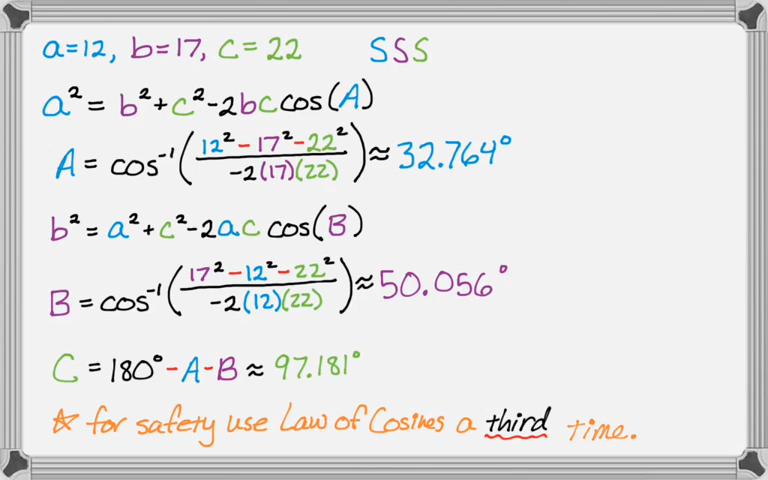 a=12, b=17, c=22 SSS
a² = b²+c²-2bc cos(A)
A = cos⁻¹((12²-17²-22²)/(-2(17)(22))) ≈ 32.764°
b² = a²+c²-2ac cos(B)
B = cos⁻¹((17²-12²-22²)/(-2(12)(22))) ≈ 50.056°
C = 180°-A-B ≈ 97.181°
☆ for safety use Law of Cosines a third time.